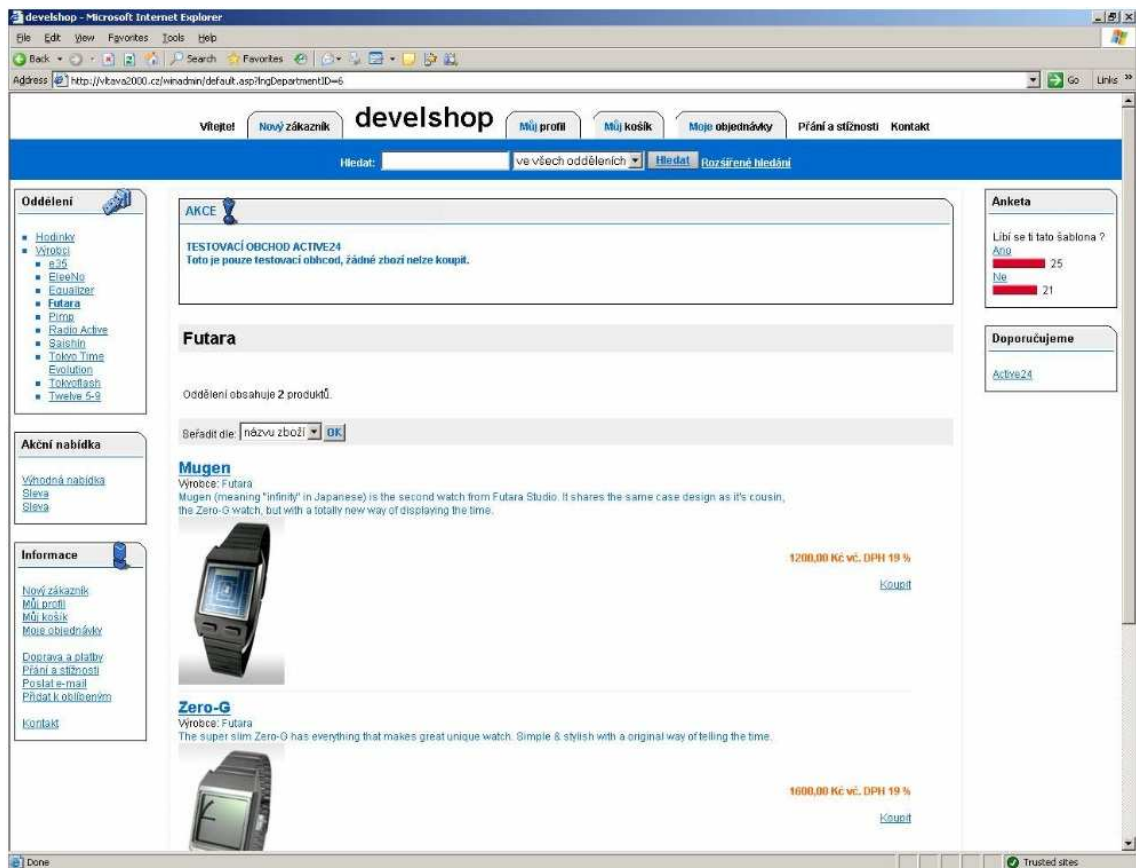 develshop - Microsoft Internet Explorer
File Edit View Favorites Tools Help
Back Search Favorites
Address http://vltava2000.cz/winadmin/default.asp?lngDepartmentID=6 Go Links »
Vítejte! Nový zákazník develshop Můj profil Můj košík Moje objednávky Přání a stížnosti Kontakt
Hledat: ve všech odděleních Hledat Rozšířené hledání
Oddělení
Hodinky
Výrobci
e35
EleeNo
Equalizer
Futara
Pimp
Radio Active
Saishin
Tokyo Time
Evolution
Tokyoflash
Twelve 5-9
Akční nabídka
Výhodná nabídka
Sleva
Sleva
Informace
Nový zákazník
Můj profil
Můj košík
Moje objednávky
Doprava a platby
Přání a stížnosti
Poslat e-mail
Přidat k oblíbeným
Kontakt
AKCE
TESTOVACÍ OBCHOD ACTIVE24
Toto je pouze testovací obhcod, žádné zboží nelze koupit.
Futara
Oddělení obsahuje 2 produktů.
Seřadit dle: názvu zboží OK
Mugen
Výrobce: Futara
Mugen (meaning "infinity" in Japanese) is the second watch from Futara Studio. It shares the same case design as it's cousin,
the Zero-G watch, but with a totally new way of displaying the time.
1200,00 Kč vč. DPH 19 %
Koupit
Zero-G
Výrobce: Futara
The super slim Zero-G has everything that makes great unique watch. Simple & stylish with a original way of telling the time.
1600,00 Kč vč. DPH 19 %
Koupit
Anketa
Líbí se ti tato šablona ?
Ano
25
Ne
21
Doporučujeme
Active24
Done Trusted sites